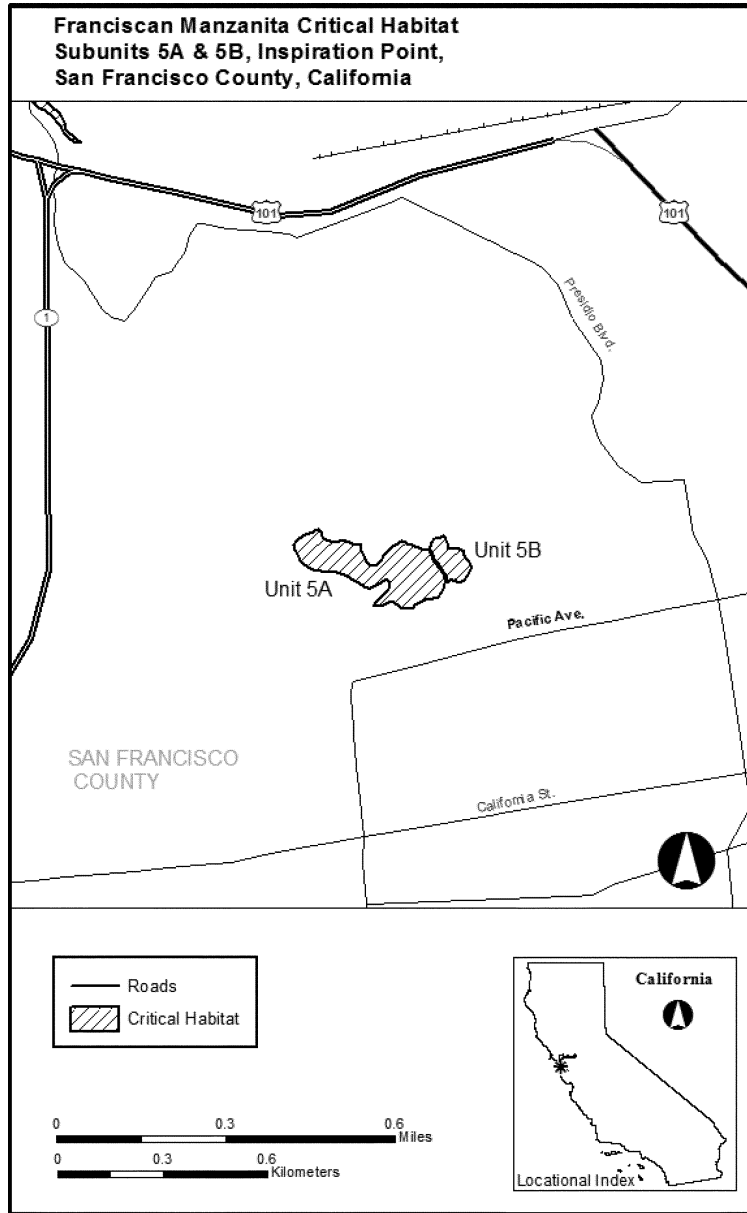 Franciscan Manzanita Critical Habitat
Subunits 5A & 5B, Inspiration Point,
San Francisco County, California
101
101
1
Presidio Blvd.
Unit 5B
Unit 5A
Pacific Ave.
SAN FRANCISCO
COUNTY
California St.
Roads
Critical Habitat
California
0 0.3 0.6
Miles
0 0.3 0.6
Kilometers
Locational Index